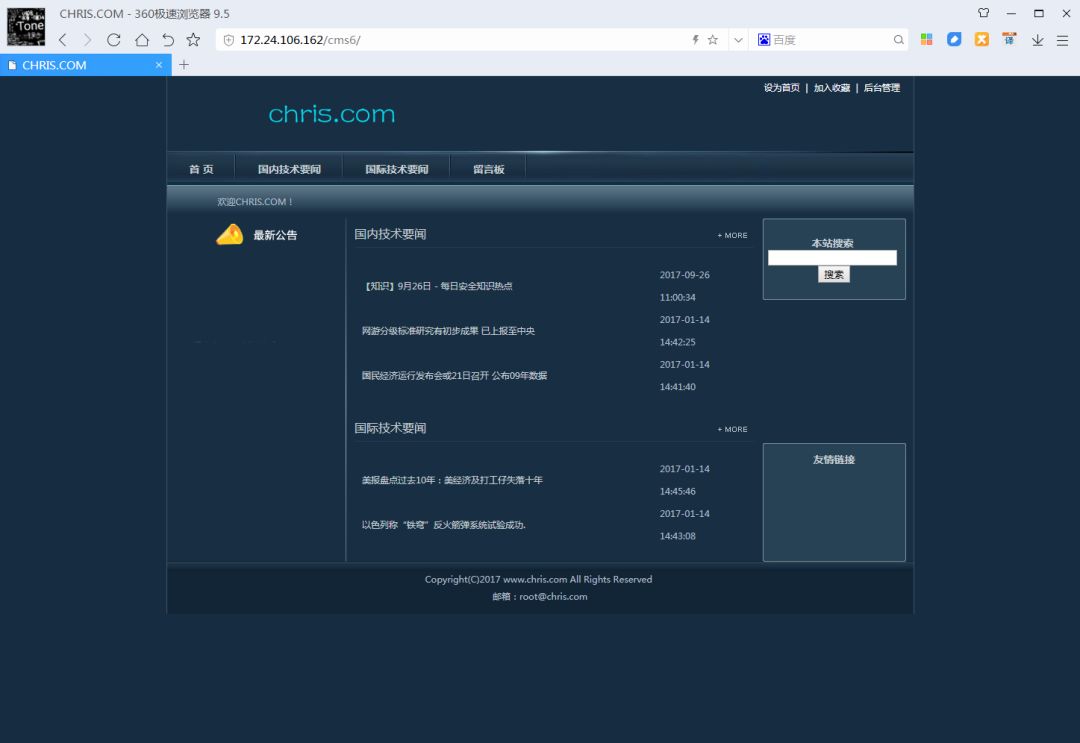 Tone
CHRIS.COM - 360极速浏览器 9.5
172.24.106.162/cms6/
百度
译
CHRIS.COM
设为首页 | 加入收藏 | 后台管理
chris.com
首 页
国内技术要闻
国际技术要闻
留言板
欢迎CHRIS.COM！
最新公告
国内技术要闻
+ MORE
【知识】9月26日 - 每日安全知识热点
2017-09-26
11:00:34
网游分级标准研究有初步成果 已上报至中央
2017-01-14
14:42:25
国民经济运行发布会或21日召开 公布09年数据
2017-01-14
14:41:40
国际技术要闻
+ MORE
美报盘点过去10年：美经济及打工仔失落十年
2017-01-14
14:45:46
以色列称“铁穹”反火箭弹系统试验成功.
2017-01-14
14:43:08
本站搜索
搜索
友情链接
Copyright(C)2017 www.chris.com All Rights Reserved
邮箱：root@chris.com